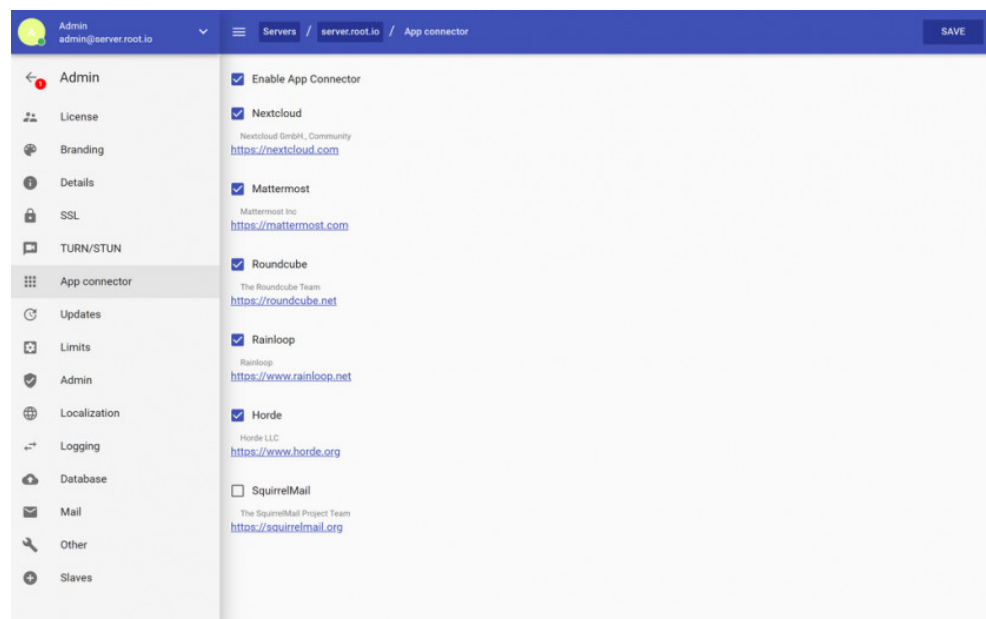 Admin
admin@server.root.io
Servers / server.root.io / App connector
SAVE
1
Admin
License
Branding
Details
SSL
TURN/STUN
App connector
Updates
Limits
Admin
Localization
Logging
Database
Mail
Other
Slaves
Enable App Connector
Nextcloud
Nextcloud GmbH., Community
https://nextcloud.com
Mattermost
Mattermost Inc
https://mattermost.com
Roundcube
The Roundcube Team
https://roundcube.net
Rainloop
Rainloop
https://www.rainloop.net
Horde
Horde LLC
https://www.horde.org
SquirrelMail
The SquirrelMail Project Team
https://squirrelmail.org